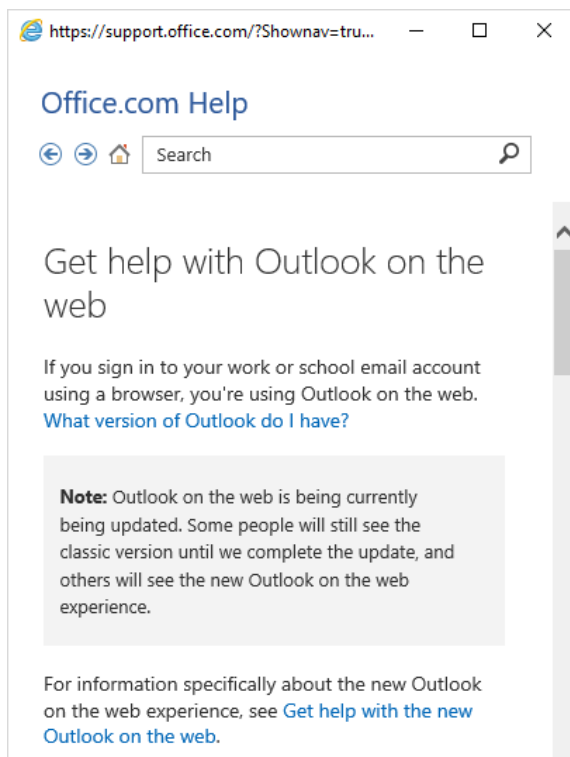 https://support.office.com/?Shownav=tru...
Office.com Help
Search
Get help with Outlook on the
web
If you sign in to your work or school email account
using a browser, you're using Outlook on the web.
What version of Outlook do I have?
Note: Outlook on the web is being currently
being updated. Some people will still see the
classic version until we complete the update, and
others will see the new Outlook on the web
experience.
For information specifically about the new Outlook
on the web experience, see Get help with the new
Outlook on the web.